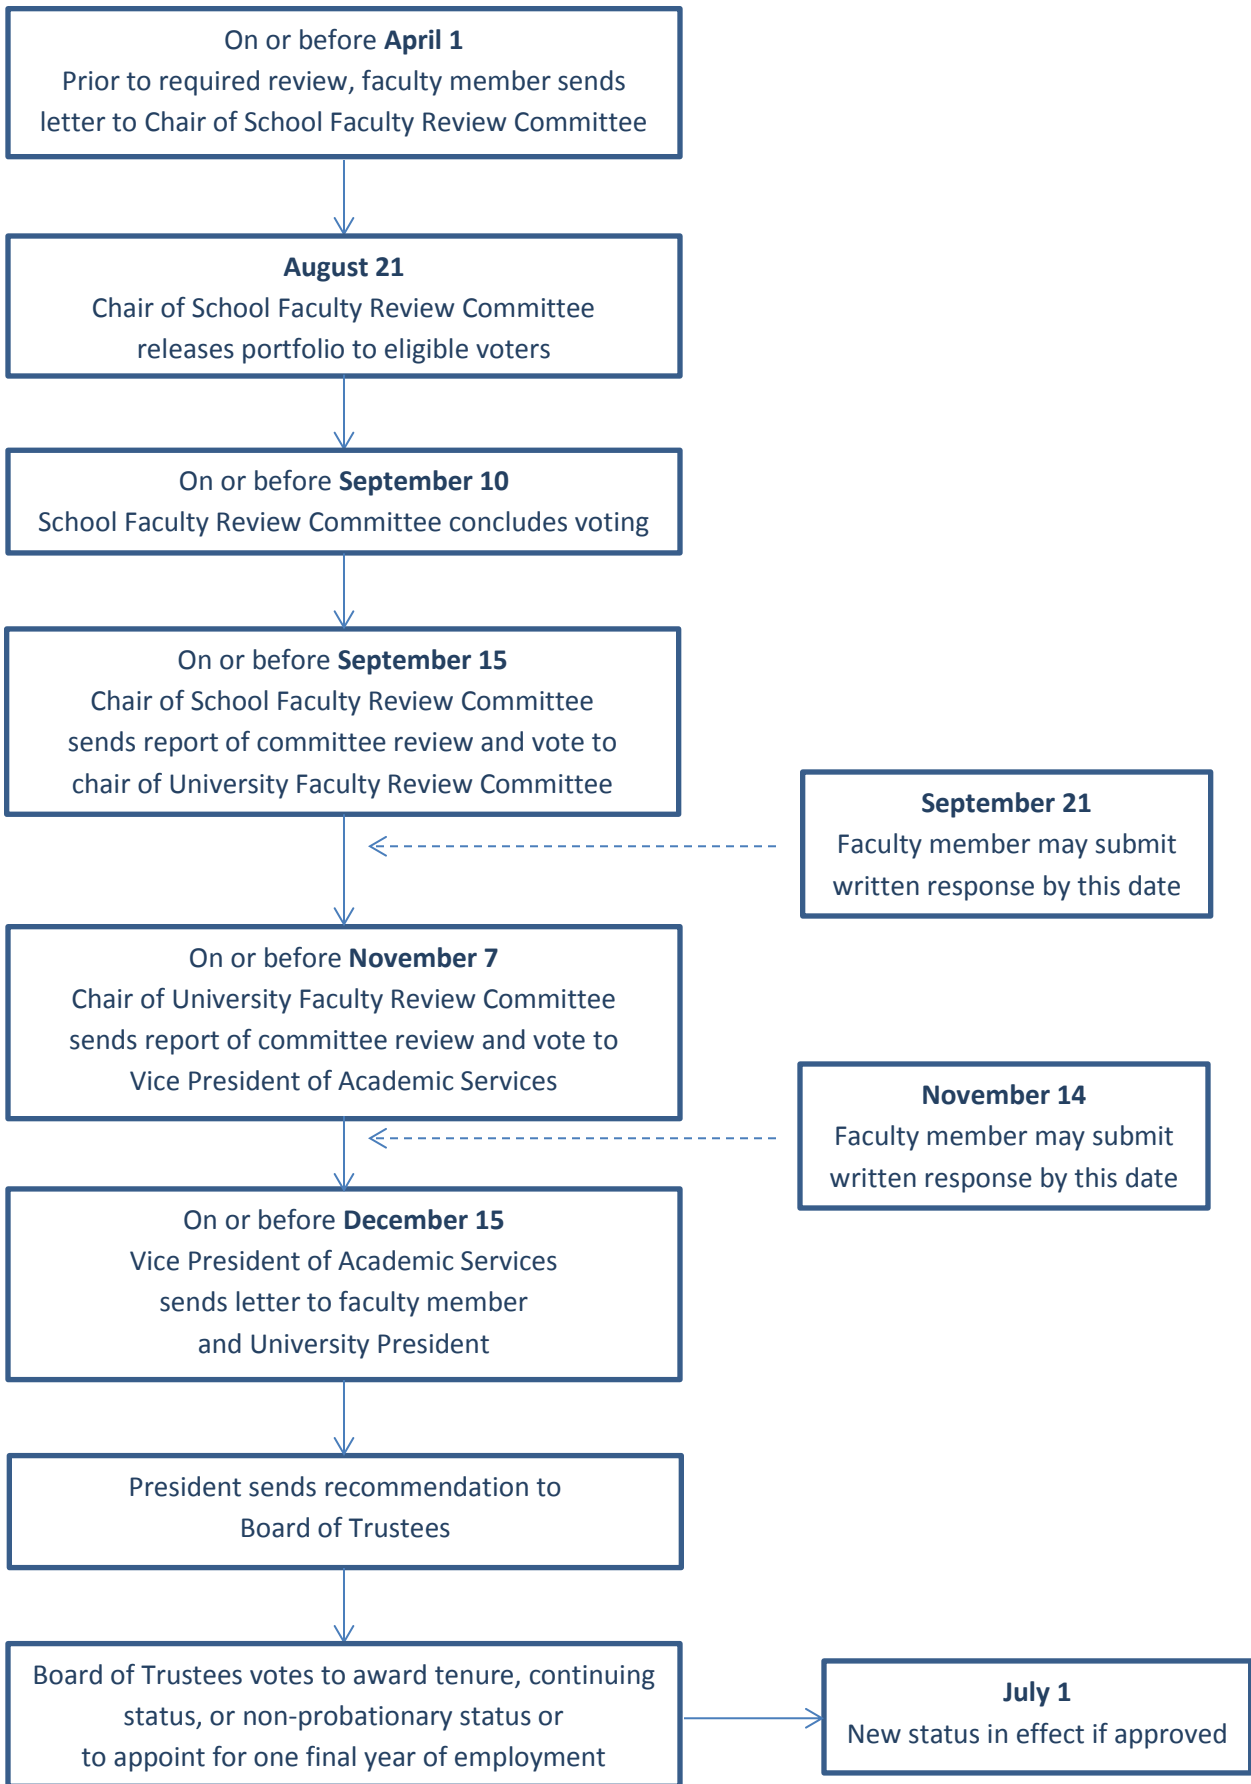 On or before April 1
Prior to required review, faculty member sends
letter to Chair of School Faculty Review Committee
August 21
Chair of School Faculty Review Committee
releases portfolio to eligible voters
On or before September 10
School Faculty Review Committee concludes voting
On or before September 15
Chair of School Faculty Review Committee
sends report of committee review and vote to
chair of University Faculty Review Committee
September 21
Faculty member may submit
written response by this date
On or before November 7
Chair of University Faculty Review Committee
sends report of committee review and vote to
Vice President of Academic Services
November 14
Faculty member may submit
written response by this date
On or before December 15
Vice President of Academic Services
sends letter to faculty member
and University President
President sends recommendation to
Board of Trustees
Board of Trustees votes to award tenure, continuing
status, or non-probationary status or
to appoint for one final year of employment
July 1
New status in effect if approved